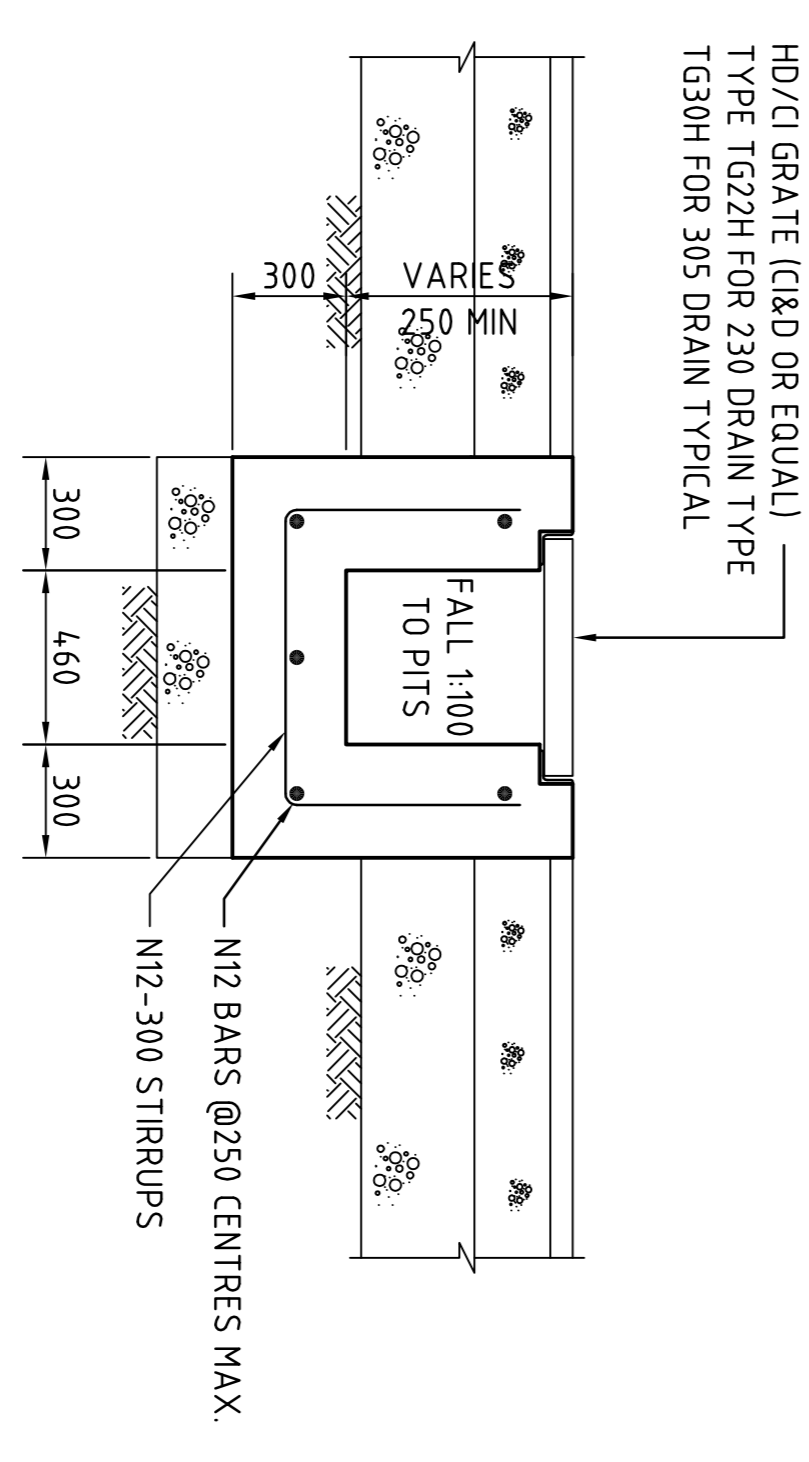 HD/CI GRATE (CI&D OR EQUAL)
TYPE TG22H FOR 230 DRAIN TYPE
TG30H FOR 305 DRAIN TYPICAL
300
VARIES
250 MIN
FALL 1:100
TO PITS
300
460
300
N12 BARS @250 CENTRES MAX.
N12-300 STIRRUPS